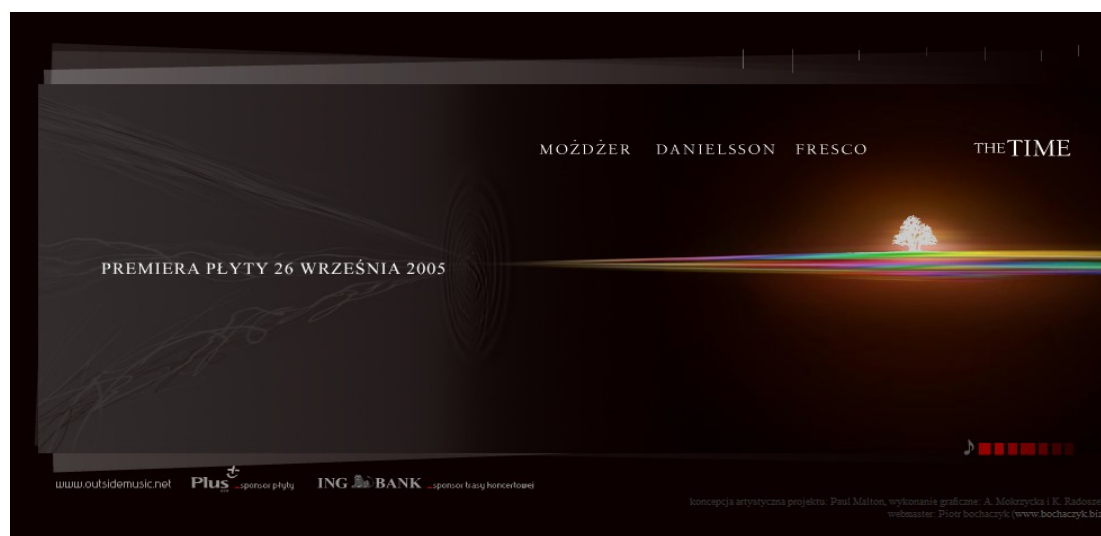 MOŻDŻER DANIELSSON FRESCO THE TIME
PREMIERA PŁYTY 26 WRZEŚNIA 2005
www.outsidemusic.net Plus ...sponsor płyty ING BANK ...sponsor trasy koncertowej
koncepcja artystyczna projektu: Paul Malton, wykonanie graficzne: A. Mokrzycka i K. Radosze
webmaster: Piotr bochaczyk (www.bochaczyk.biz